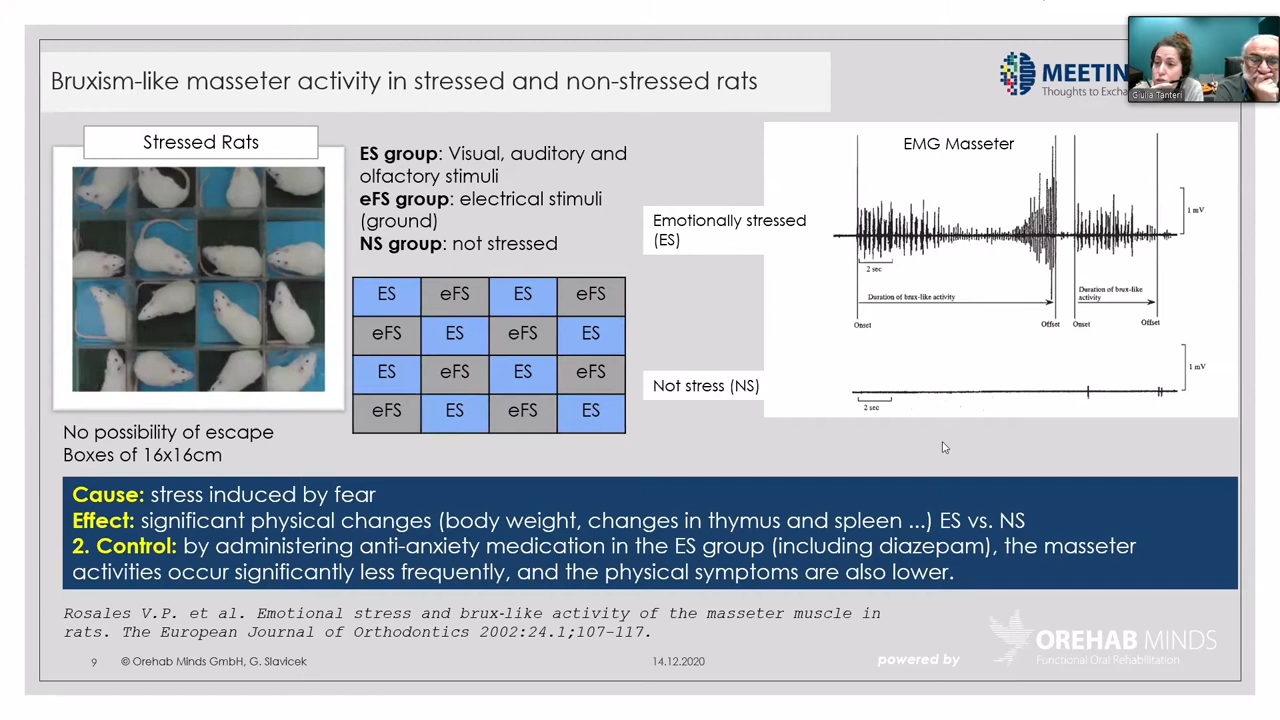 Bruxism-like masseter activity in stressed and non-stressed rats
MEETIN
Thoughts to Excha
Giulia Tanteri
Stressed Rats
ES group: Visual, auditory and
olfactory stimuli
eFS group: electrical stimuli
(ground)
NS group: not stressed
ES eFS ES eFS
eFS ES eFS ES
ES eFS ES eFS
eFS ES eFS ES
No possibility of escape
Boxes of 16x16cm
EMG Masseter
Emotionally stressed
(ES)
1 mV
2 sec
Duration of brux-like activity
Duration of brux-like
activity
Onset
Offset
Onset
Offset
Not stress (NS)
1 mV
2 sec
Cause: stress induced by fear
Effect: significant physical changes (body weight, changes in thymus and spleen ...) ES vs. NS
2. Control: by administering anti-anxiety medication in the ES group (including diazepam), the masseter
activities occur significantly less frequently, and the physical symptoms are also lower.
Rosales V.P. et al. Emotional stress and brux-like activity of the masseter muscle in
rats. The European Journal of Orthodontics 2002:24.1;107-117.
9 © Orehab Minds GmbH, G. Slavicek
14.12.2020
powered by
OREHAB MINDS
Functional Oral Rehabilitation